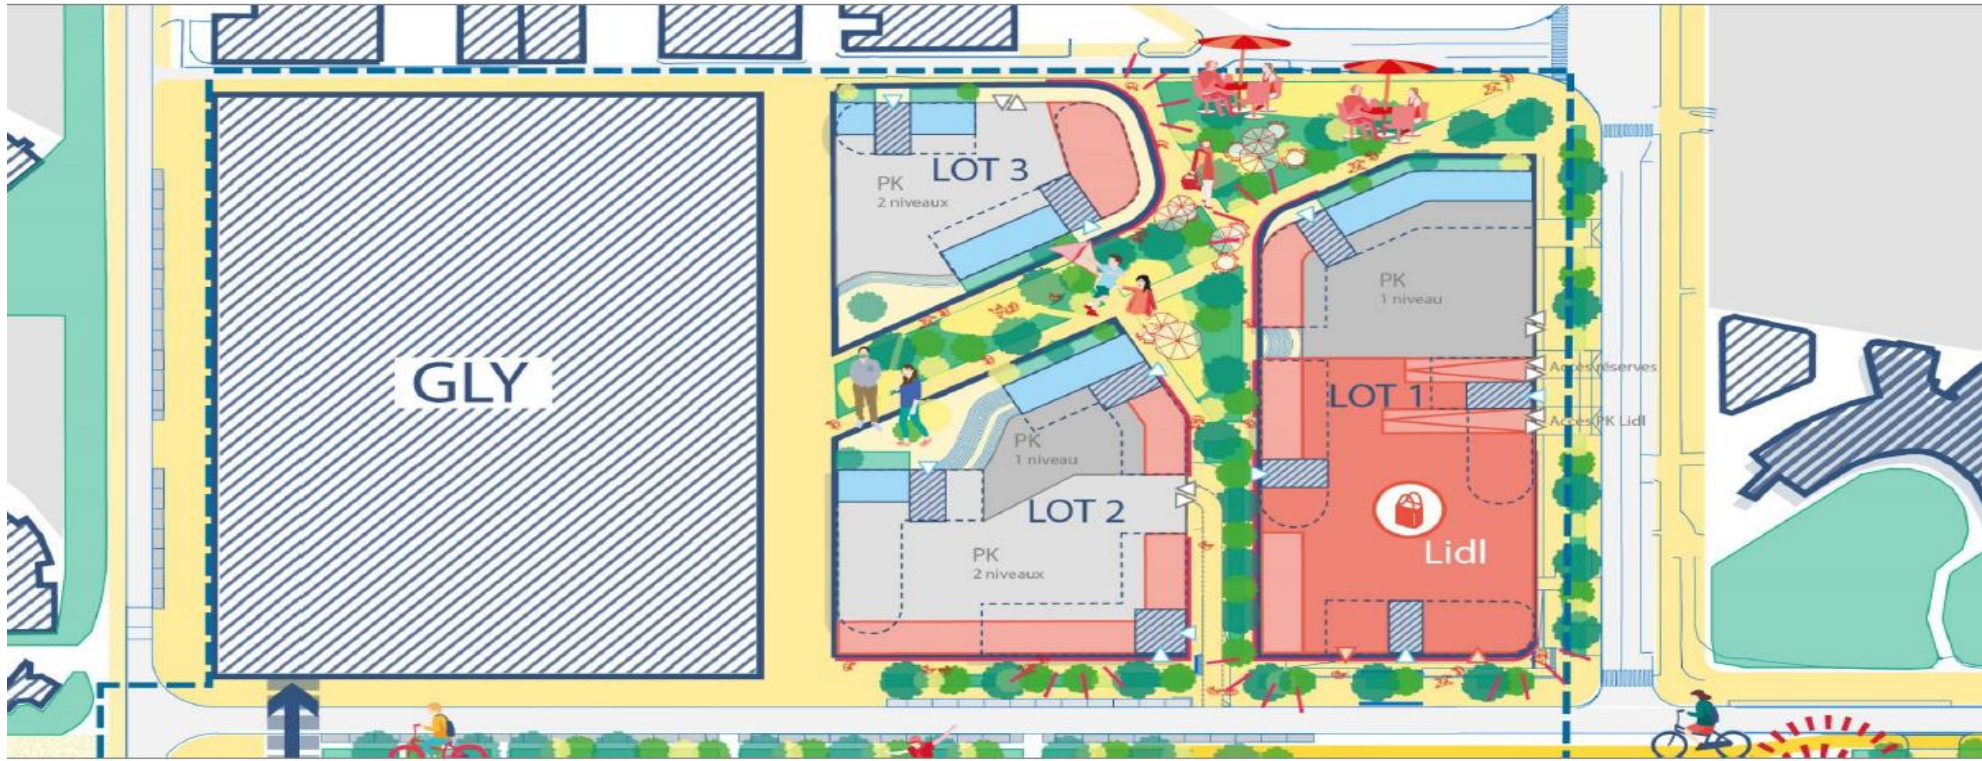 LOT 3
PK
2 niveaux
PK
1 niveau
GLY
Accès réserves
LOT 1
Accès PK Lidl
PK
1 niveau
LOT 2
Lidl
PK
2 niveaux